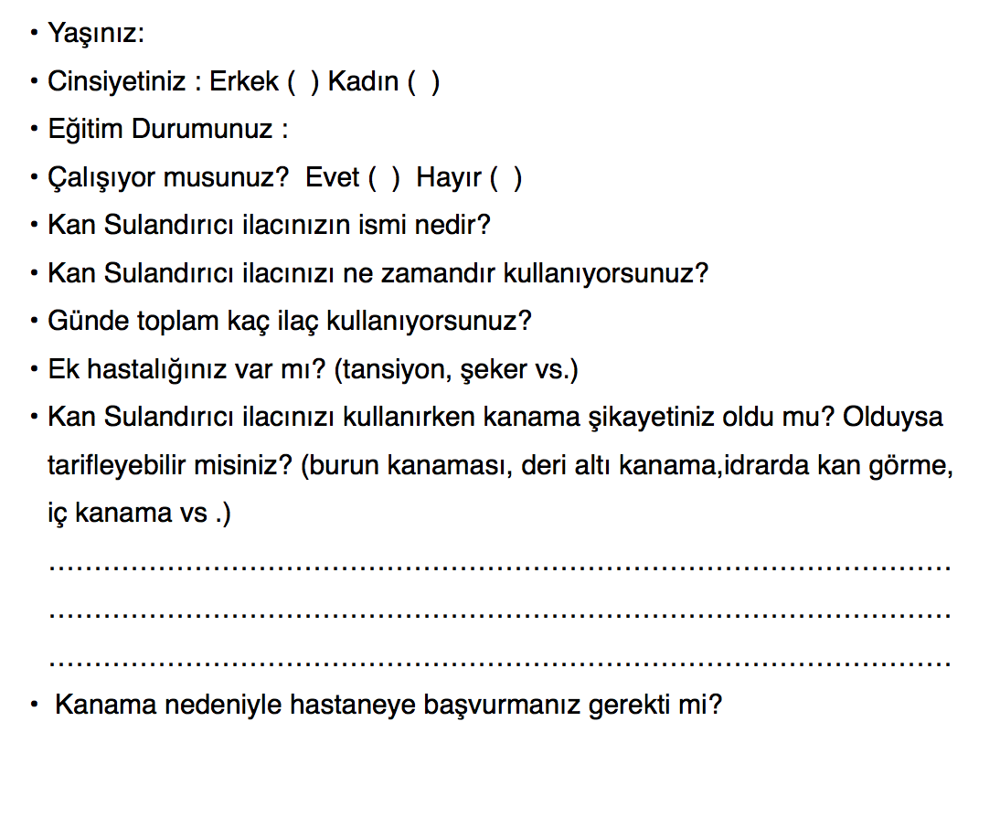 • Yaşınız:
• Cinsiyetiniz : Erkek (  ) Kadın (  )
• Eğitim Durumunuz :
• Çalışıyor musunuz?  Evet (  )  Hayır (  )
• Kan Sulandırıcı ilacınızın ismi nedir?
• Kan Sulandırıcı ilacınızı ne zamandır kullanıyorsunuz?
• Günde toplam kaç ilaç kullanıyorsunuz?
• Ek hastalığınız var mı? (tansiyon, şeker vs.)
• Kan Sulandırıcı ilacınızı kullanırken kanama şikayetiniz oldu mu? Olduysa
tarifleyebilir misiniz? (burun kanaması, deri altı kanama,idrarda kan görme,
iç kanama vs .)
....................................................................................................
....................................................................................................
....................................................................................................
• Kanama nedeniyle hastaneye başvurmanız gerekti mi?